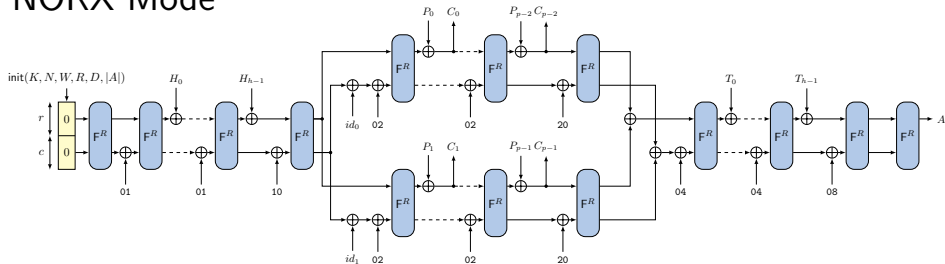 NORX Mode
P_0 C_0 P_{p-2} C_{p-2}
F^R F^R F^R
init(K, N, W, R, D, |A|) H_0 H_{h-1}
id_0 02 02 20
T_0 T_{h-1}
r 0
F^R F^R F^R F^R
c 0
F^R F^R F^R A
01 01 10
P_1 C_1 P_{p-1} C_{p-1}
04 04 08
F^R F^R F^R
id_1 02 02 20